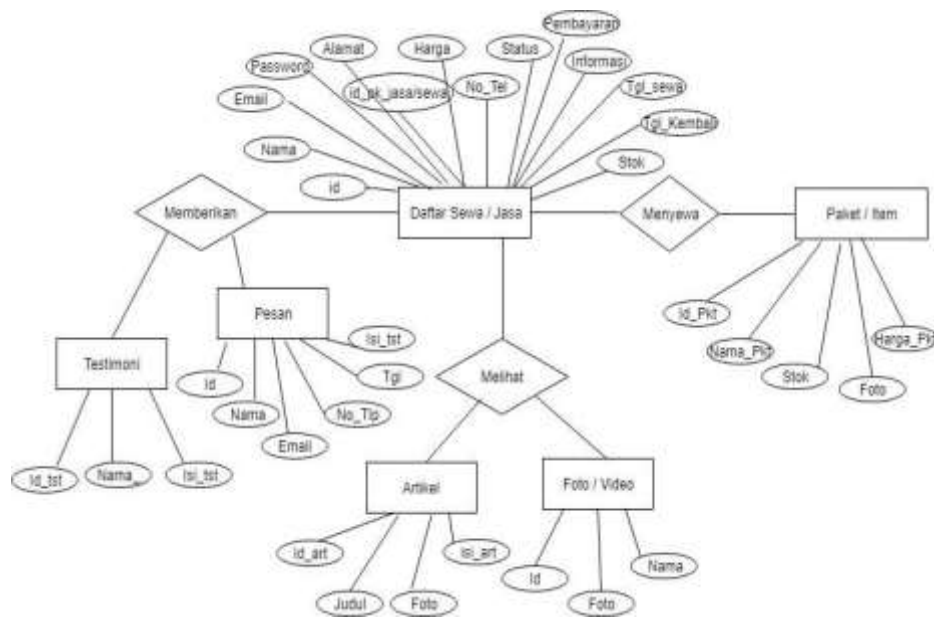 Pembayaran
Alamat
Harga
Status
Password
Informasi
id_pk_jasa/sewa
No_Tel
Tgl_sewa
Email
Tgl_Kembali
Nama
Stok
id
Memberikan
Daftar Sewa / Jasa
Menyewa
Paket / Item
Pesan
Id_Pkt
Isi_tst
Harga_Pkt
Nama_Pkt
Testimoni
Tgl
Melihat
Id
Stok
Foto
Nama
No_Tlp
Email
Id_tst
Nama_
Isi_tst
Artikel
Foto / Video
Id_art
Isi_art
Nama
Id
Judul
Foto
Foto